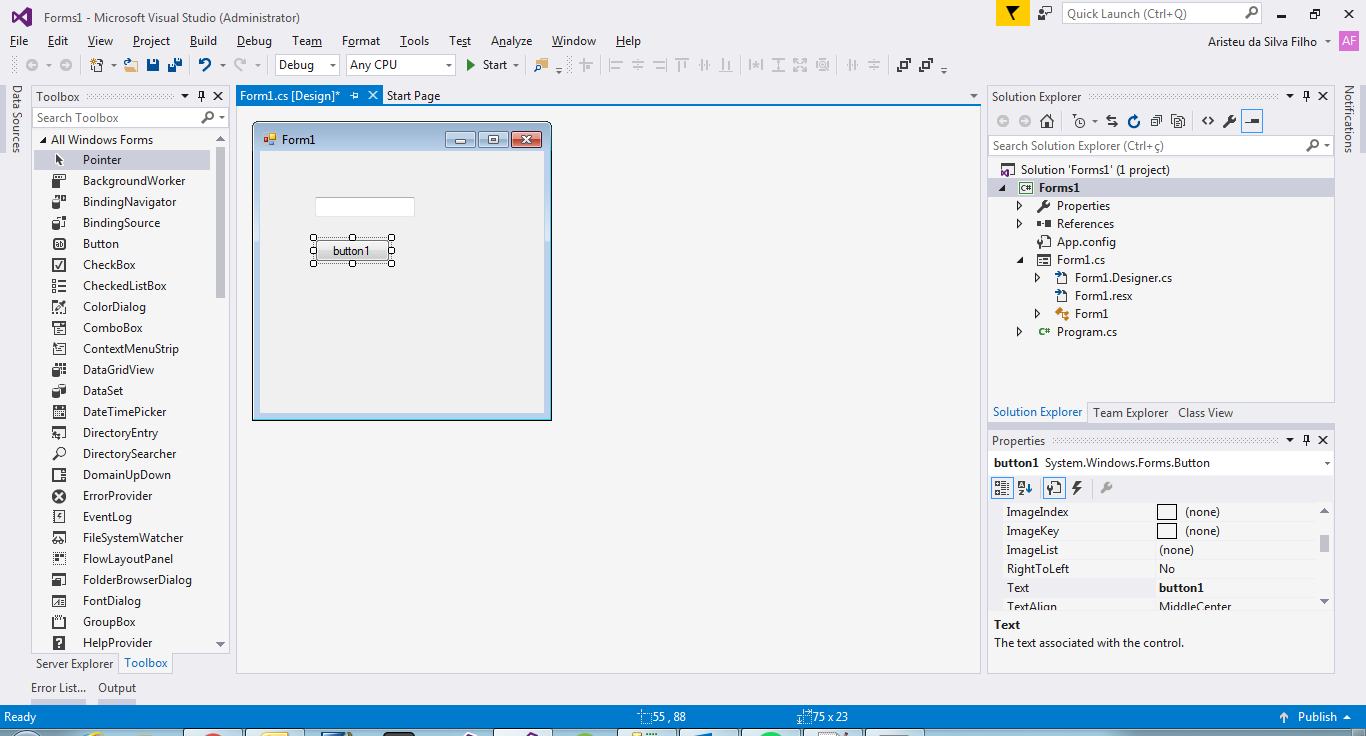 Forms1 - Microsoft Visual Studio (Administrator)
Quick Launch (Ctrl+Q)
File Edit View Project Build Debug Team Format Tools Test Analyze Window Help
Aristeu da Silva Filho AF
Debug Any CPU Start
Data Sources
Toolbox
Search Toolbox
All Windows Forms
Pointer
BackgroundWorker
BindingNavigator
BindingSource
Button
CheckBox
CheckedListBox
ColorDialog
ComboBox
ContextMenuStrip
DataGridView
DataSet
DateTimePicker
DirectoryEntry
DirectorySearcher
DomainUpDown
ErrorProvider
EventLog
FileSystemWatcher
FlowLayoutPanel
FolderBrowserDialog
FontDialog
GroupBox
HelpProvider
Server Explorer Toolbox
Form1.cs [Design]* Start Page
Form1
button1
Solution Explorer
Search Solution Explorer (Ctrl+ç)
Solution 'Forms1' (1 project)
C# Forms1
Properties
References
App.config
Form1.cs
Form1.Designer.cs
Form1.resx
Form1
C# Program.cs
Solution Explorer Team Explorer Class View
Properties
button1 System.Windows.Forms.Button
ImageIndex (none)
ImageKey (none)
ImageList (none)
RightToLeft No
Text button1
TextAlign MiddleCenter
Text
The text associated with the control.
Notifications
Error List... Output
Ready 55 , 88 75 x 23 Publish